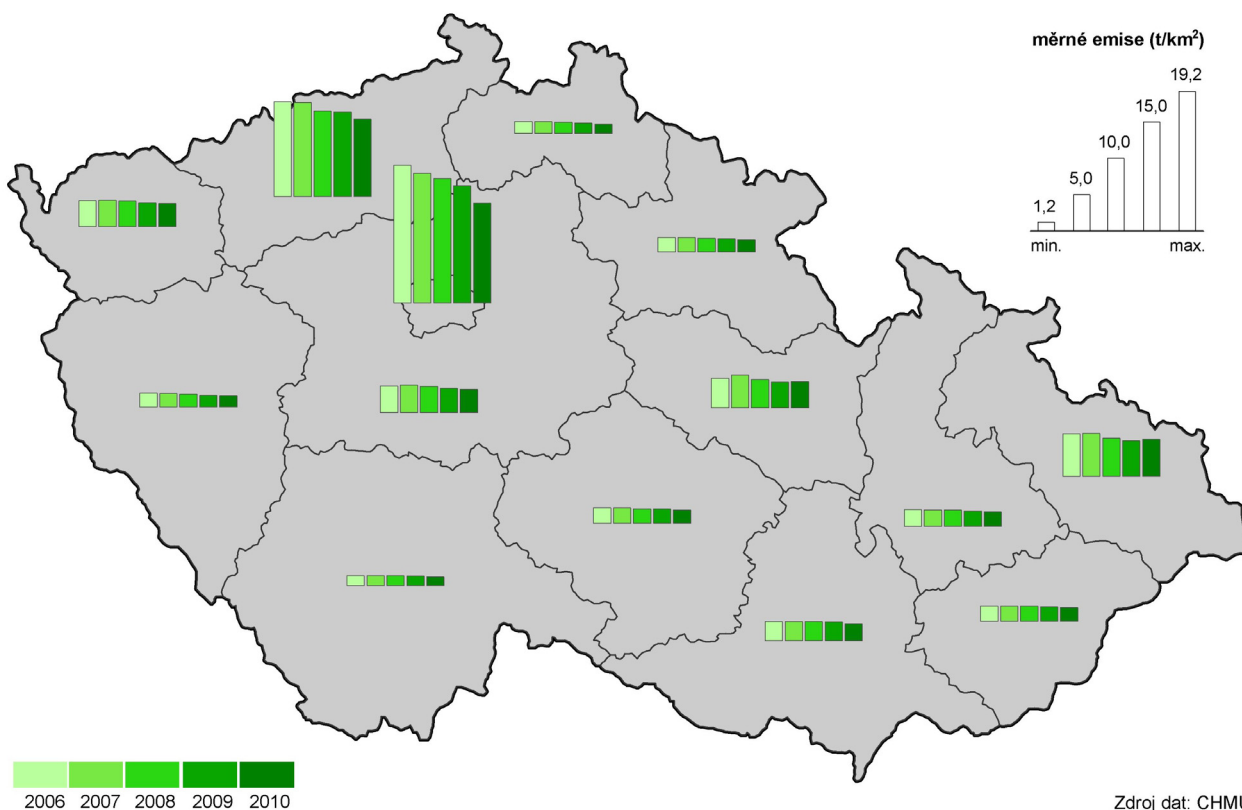 měrné emise (t/km²)
19,2
15,0
10,0
5,0
1,2
min. max.
2006 2007 2008 2009 2010
Zdroj dat: CHMÚ